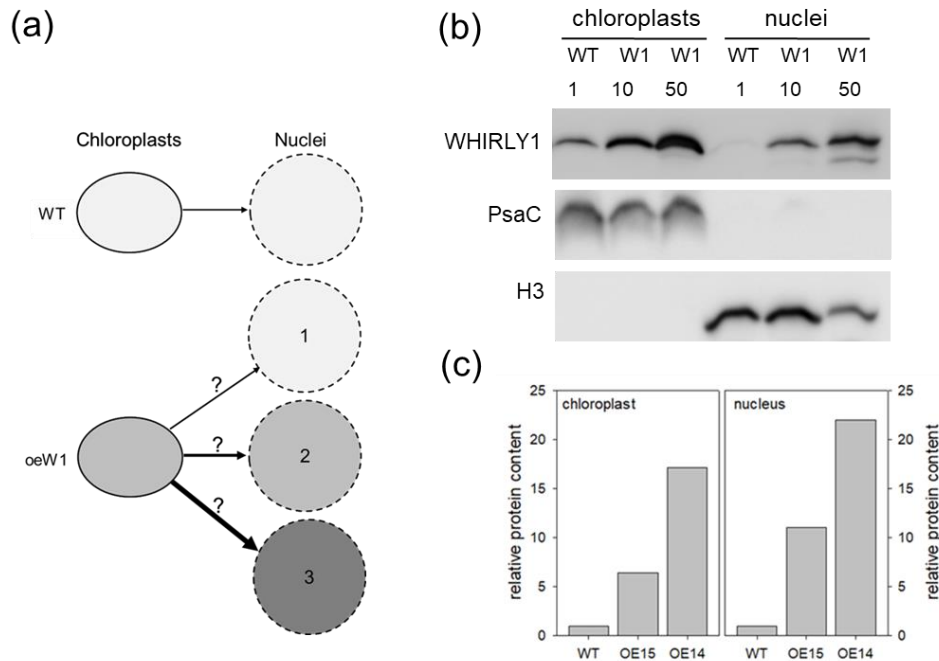 (a)
Chloroplasts
Nuclei
WT
1
?
oeW1
?
2
?
3
(b)
chloroplasts nuclei
WT W1 W1 WT W1 W1
1 10 50 1 10 50
WHIRLY1
PsaC
H3
(c)
25 25
chloroplast nucleus
20 20
15 15
10 10
5 5
0 0
relative protein content
relative protein content
WT OE15 OE14 WT OE15 OE14